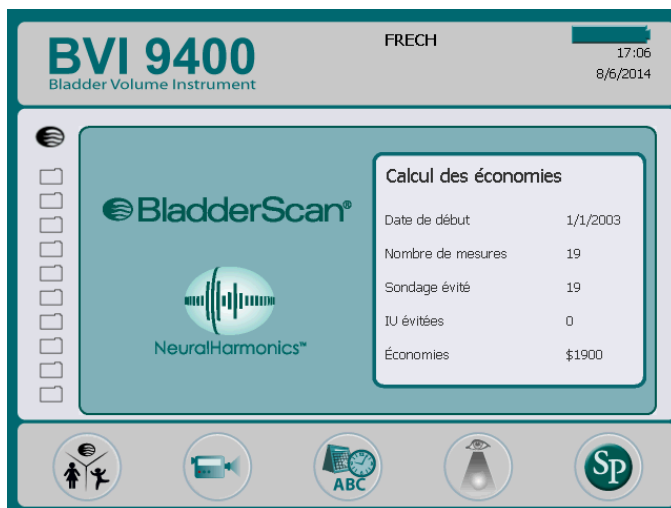 BVI 9400
Bladder Volume Instrument
FRECH
17:06
8/6/2014
BladderScan®
NeuralHarmonics™
Calcul des économies
Date de début 1/1/2003
Nombre de mesures 19
Sondage évité 19
IU évitées 0
Économies $1900
ABC
SP